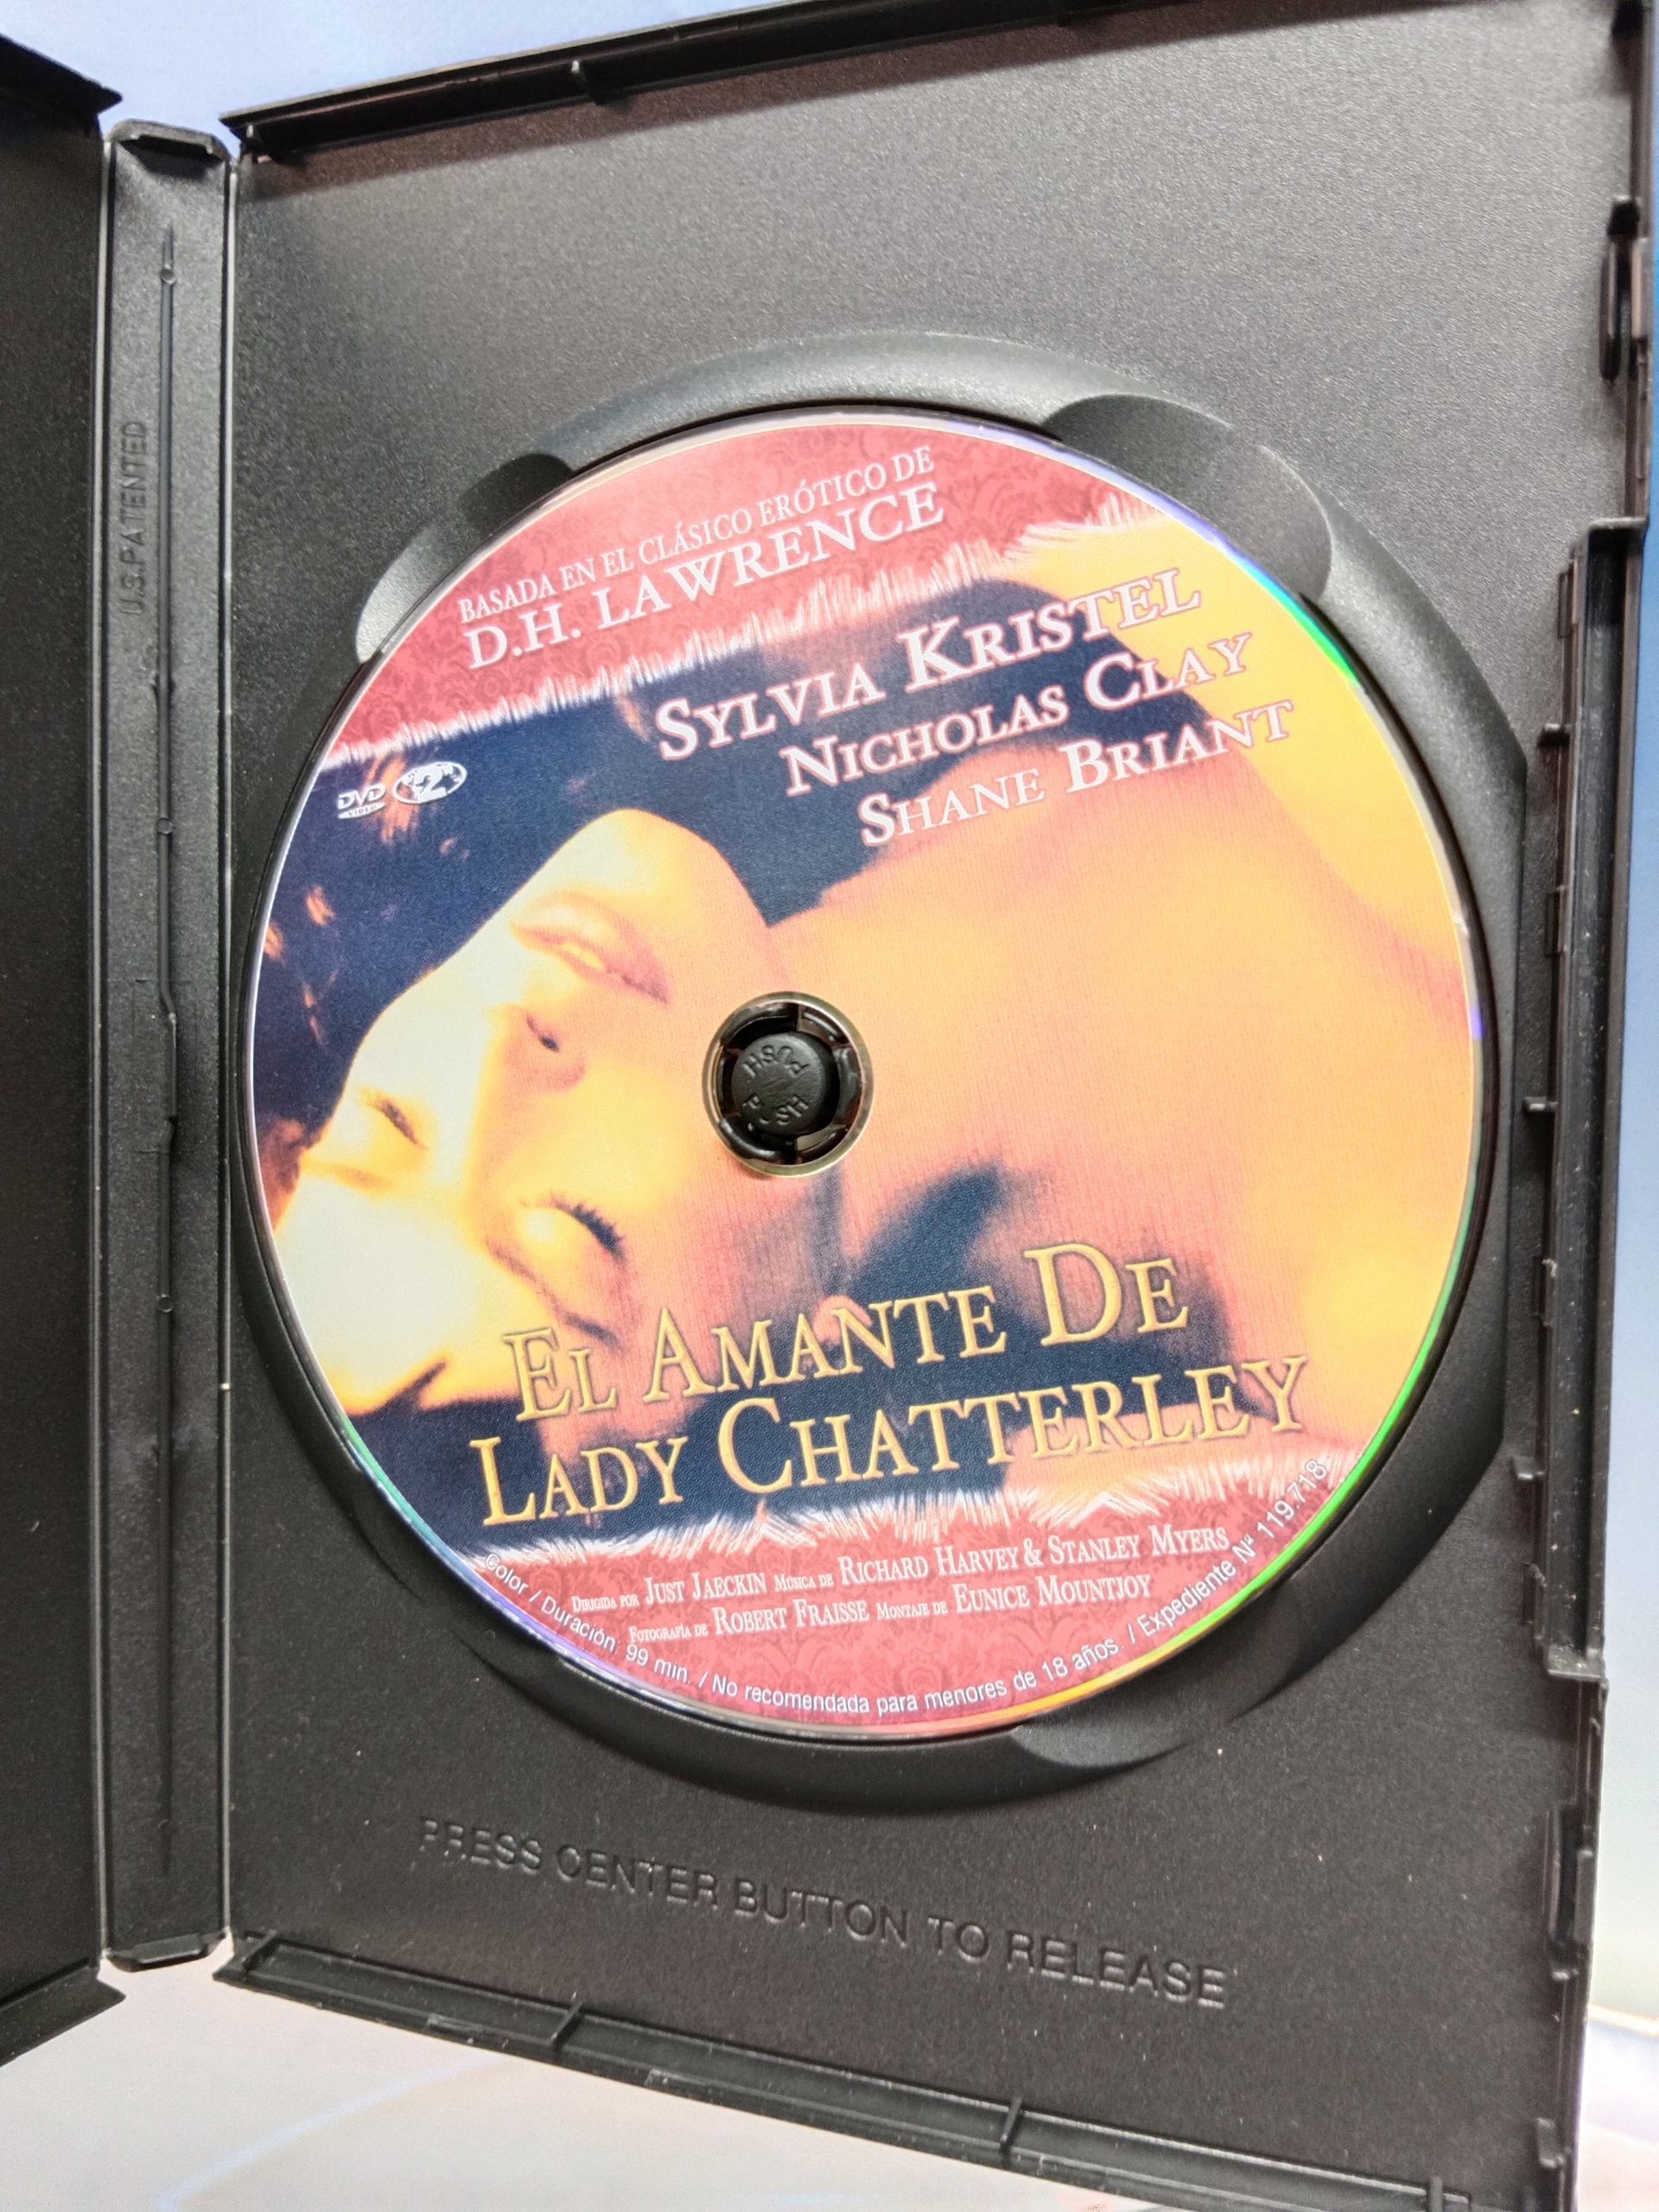 U.S.PATENTED
BASADA EN EL CLÁSICO ERÓTICO DE
D.H. LAWRENCE
SYLVIA KRISTEL
NICHOLAS CLAY
SHANE BRIANT
DVD
VIDEO
2
PUSH
PUSH
EL AMANTE DE
LADY CHATTERLEY
DIRIGIDA POR JUST JAECKIN MÚSICA DE RICHARD HARVEY & STANLEY MYERS
FOTOGRAFÍA DE ROBERT FRAISSE MONTAJE DE EUNICE MOUNTJOY
Color / Duración: 99 min. / No recomendada para menores de 18 años. / Expediente Nº 119.718
PRESS CENTER BUTTON TO RELEASE